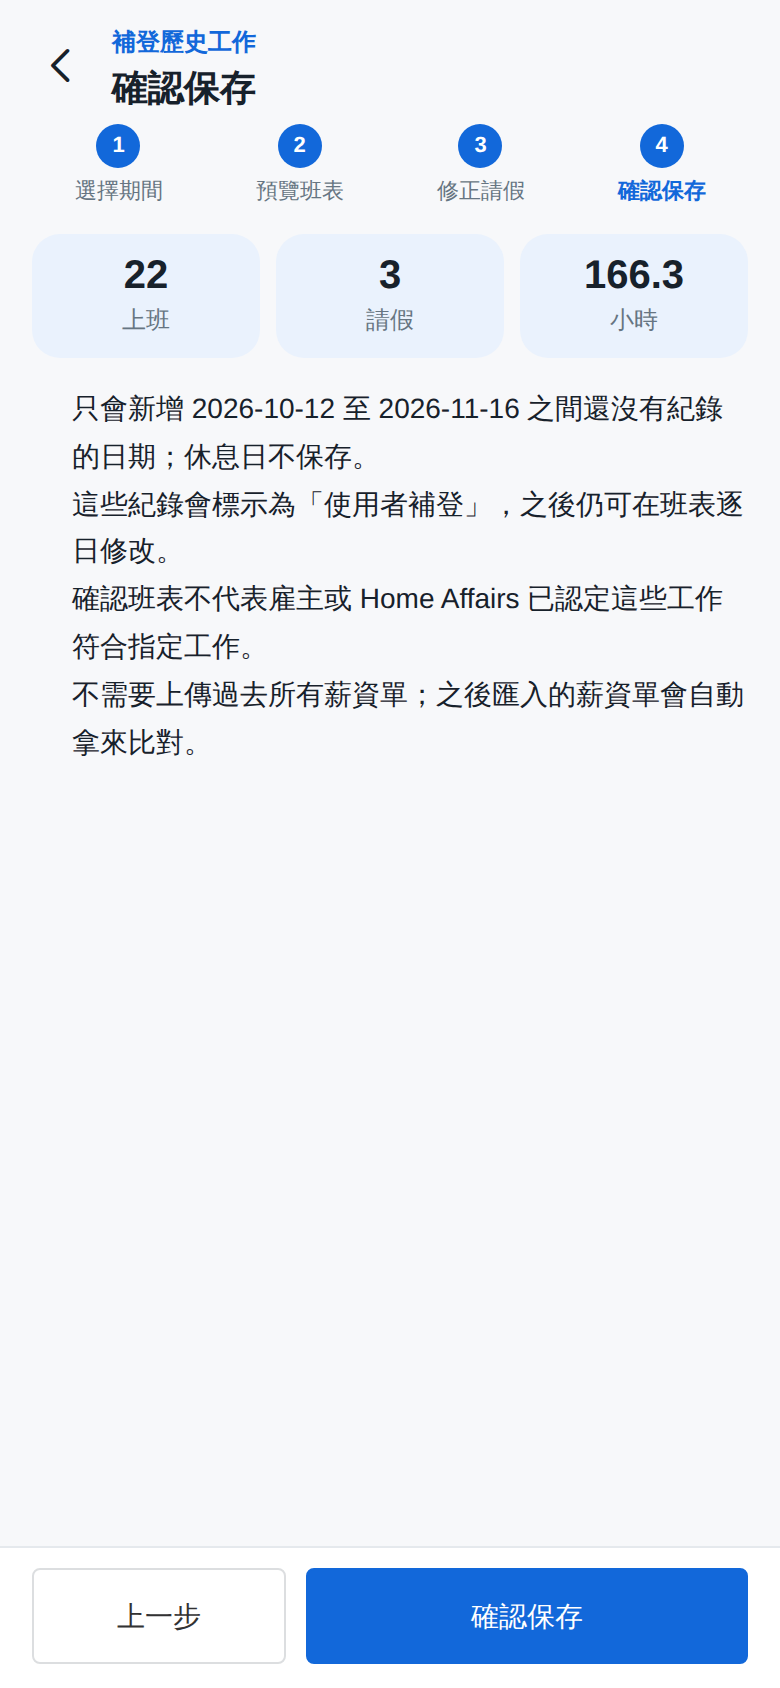 補登歷史工作
確認保存
1
2
3
4
選擇期間
預覽班表
修正請假
確認保存
22
3
166.3
上班
請假
小時
只會新增 2026-10-12 至 2026-11-16 之間還沒有紀錄
的日期；休息日不保存。
這些紀錄會標示為「使用者補登」，之後仍可在班表逐
日修改。
確認班表不代表雇主或 Home Affairs 已認定這些工作
符合指定工作。
不需要上傳過去所有薪資單；之後匯入的薪資單會自動
拿來比對。
上一步
確認保存